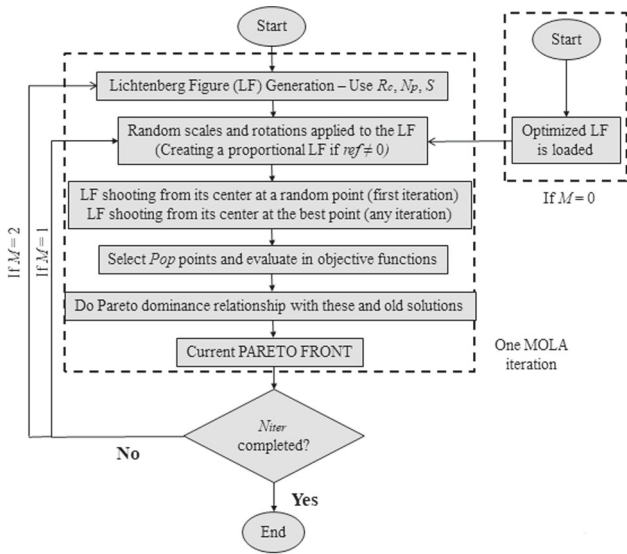 Start
Lichtenberg Figure (LF) Generation – Use Rc, Np, S
Random scales and rotations applied to the LF
(Creating a proportional LF if ref ≠ 0)
LF shooting from its center at a random point (first iteration)
LF shooting from its center at the best point (any iteration)
Select Pop points and evaluate in objective functions
Do Pareto dominance relationship with these and old solutions
Current PARETO FRONT
Niter
completed?
No
Yes
End
If M = 2
If M = 1
Start
Optimized LF
is loaded
If M = 0
One MOLA
iteration